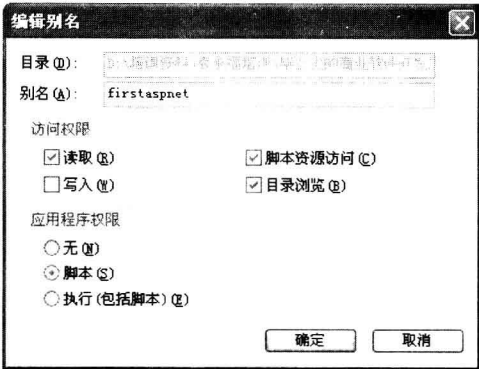 编辑别名
目录(D):
别名(A): firstaspnet
访问权限
读取(R) 脚本资源访问(C)
写入(W) 目录浏览(B)
应用程序权限
无(N)
脚本(S)
执行(包括脚本)(E)
确定 取消